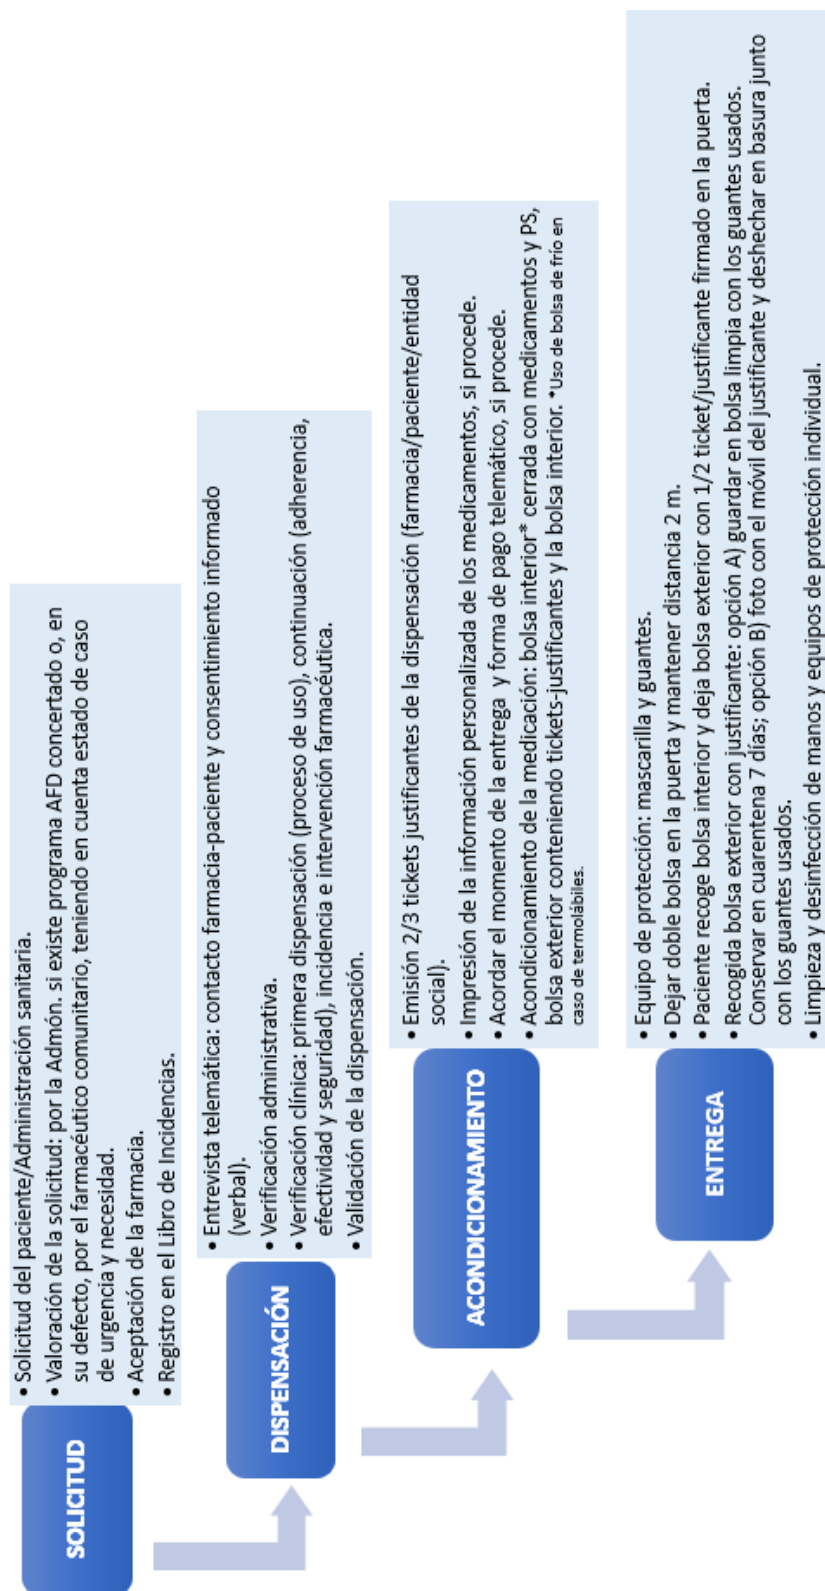 SOLICITUD
• Solicitud del paciente/Administración sanitaria.
• Valoración de la solicitud: por la Admón. si existe programa AFD concertado o, en
su defecto, por el farmacéutico comunitario, teniendo en cuenta estado de caso
de urgencia y necesidad.
• Aceptación de la farmacia.
• Registro en el Libro de Incidencias.
DISPENSACIÓN
• Entrevista telemática: contacto farmacia-paciente y consentimiento informado
(verbal).
• Verificación administrativa.
• Verificación clínica: primera dispensación (proceso de uso), continuación (adherencia,
efectividad y seguridad), incidencia e intervención farmacéutica.
• Validación de la dispensación.
ACONDICIONAMIENTO
• Emisión 2/3 tickets justificantes de la dispensación (farmacia/paciente/entidad
social).
• Impresión de la información personalizada de los medicamentos, si procede.
• Acordar el momento de la entrega y forma de pago telemático, si procede.
• Acondicionamiento de la medicación: bolsa interior* cerrada con medicamentos y PS,
bolsa exterior conteniendo tickets-justificantes y la bolsa interior. *Uso de bolsa de frío en
caso de termolábiles.
ENTREGA
• Equipo de protección: mascarilla y guantes.
• Dejar doble bolsa en la puerta y mantener distancia 2 m.
• Paciente recoge bolsa interior y deja bolsa exterior con 1/2 ticket/justificante firmado en la puerta.
• Recogida bolsa exterior con justificante: opción A) guardar en bolsa limpia con los guantes usados.
Conservar en cuarentena 7 días; opción B) foto con el móvil del justificante y deshechar en basura junto
con los guantes usados.
• Limpieza y desinfección de manos y equipos de protección individual.